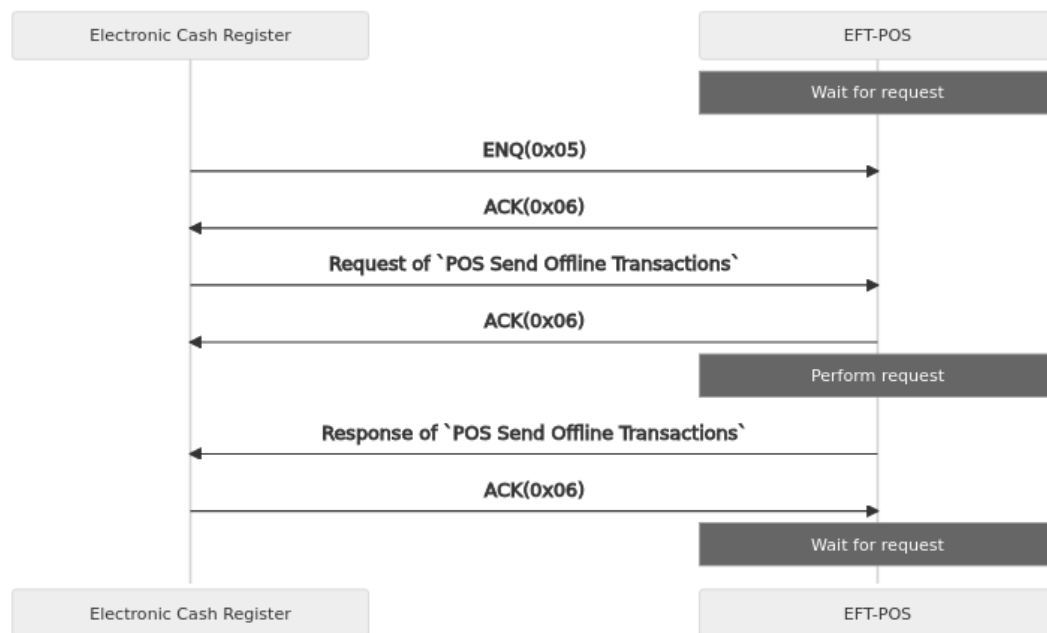 Electronic Cash Register
EFT-POS
Wait for request
ENQ(0x05)
ACK(0x06)
Request of `POS Send Offline Transactions`
ACK(0x06)
Perform request
Response of `POS Send Offline Transactions`
ACK(0x06)
Wait for request
Electronic Cash Register
EFT-POS